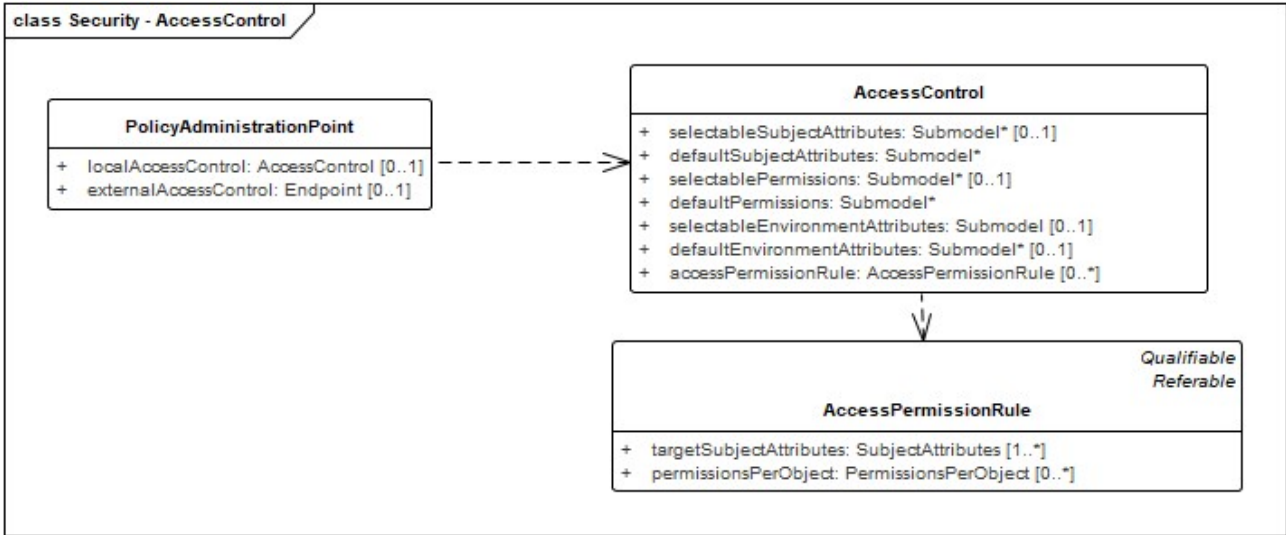 class Security - AccessControl
PolicyAdministrationPoint
+ localAccessControl: AccessControl [0..1]
+ externalAccessControl: Endpoint [0..1]
AccessControl
+ selectableSubjectAttributes: Submodel* [0..1]
+ defaultSubjectAttributes: Submodel*
+ selectablePermissions: Submodel* [0..1]
+ defaultPermissions: Submodel*
+ selectableEnvironmentAttributes: Submodel [0..1]
+ defaultEnvironmentAttributes: Submodel* [0..1]
+ accessPermissionRule: AccessPermissionRule [0..*]
Qualifiable
Referable
AccessPermissionRule
+ targetSubjectAttributes: SubjectAttributes [1..*]
+ permissionsPerObject: PermissionsPerObject [0..*]